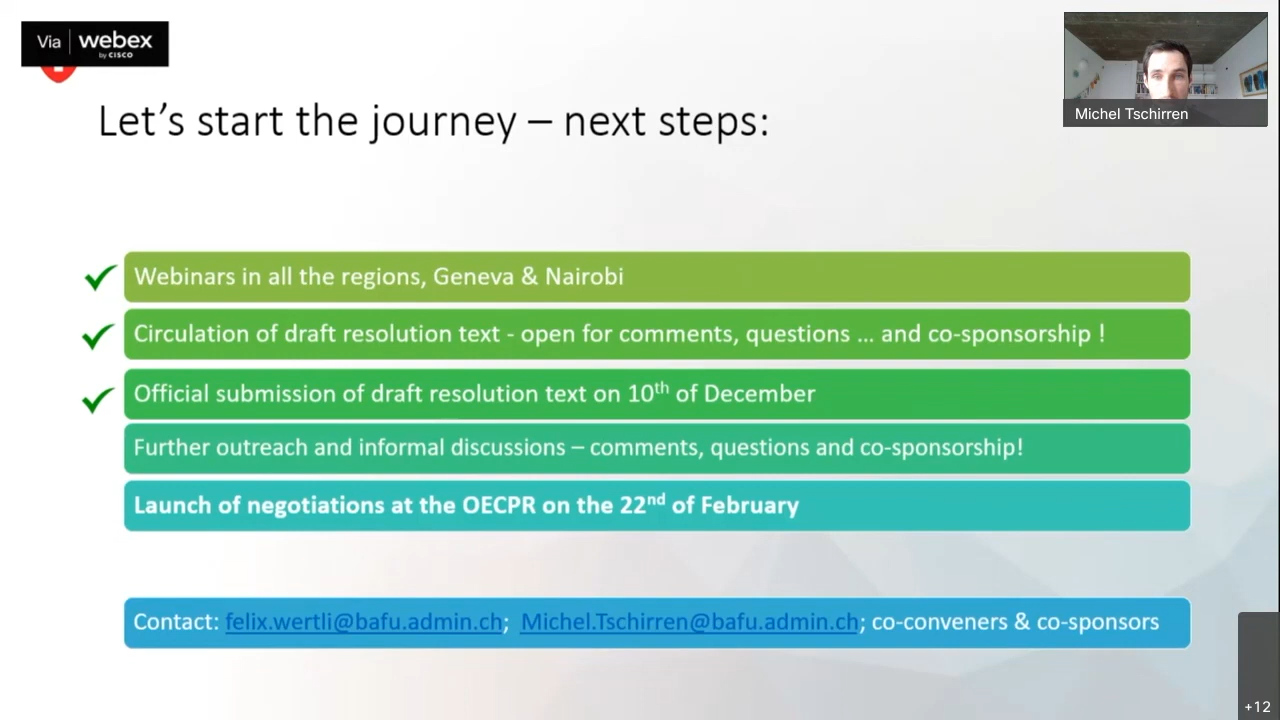 Via webex
by CISCO
Michel Tschirren
Let's start the journey – next steps:
Webinars in all the regions, Geneva & Nairobi
Circulation of draft resolution text - open for comments, questions ... and co-sponsorship !
Official submission of draft resolution text on 10th of December
Further outreach and informal discussions – comments, questions and co-sponsorship!
Launch of negotiations at the OECPR on the 22nd of February
Contact: felix.wertli@bafu.admin.ch; Michel.Tschirren@bafu.admin.ch; co-conveners & co-sponsors
+12